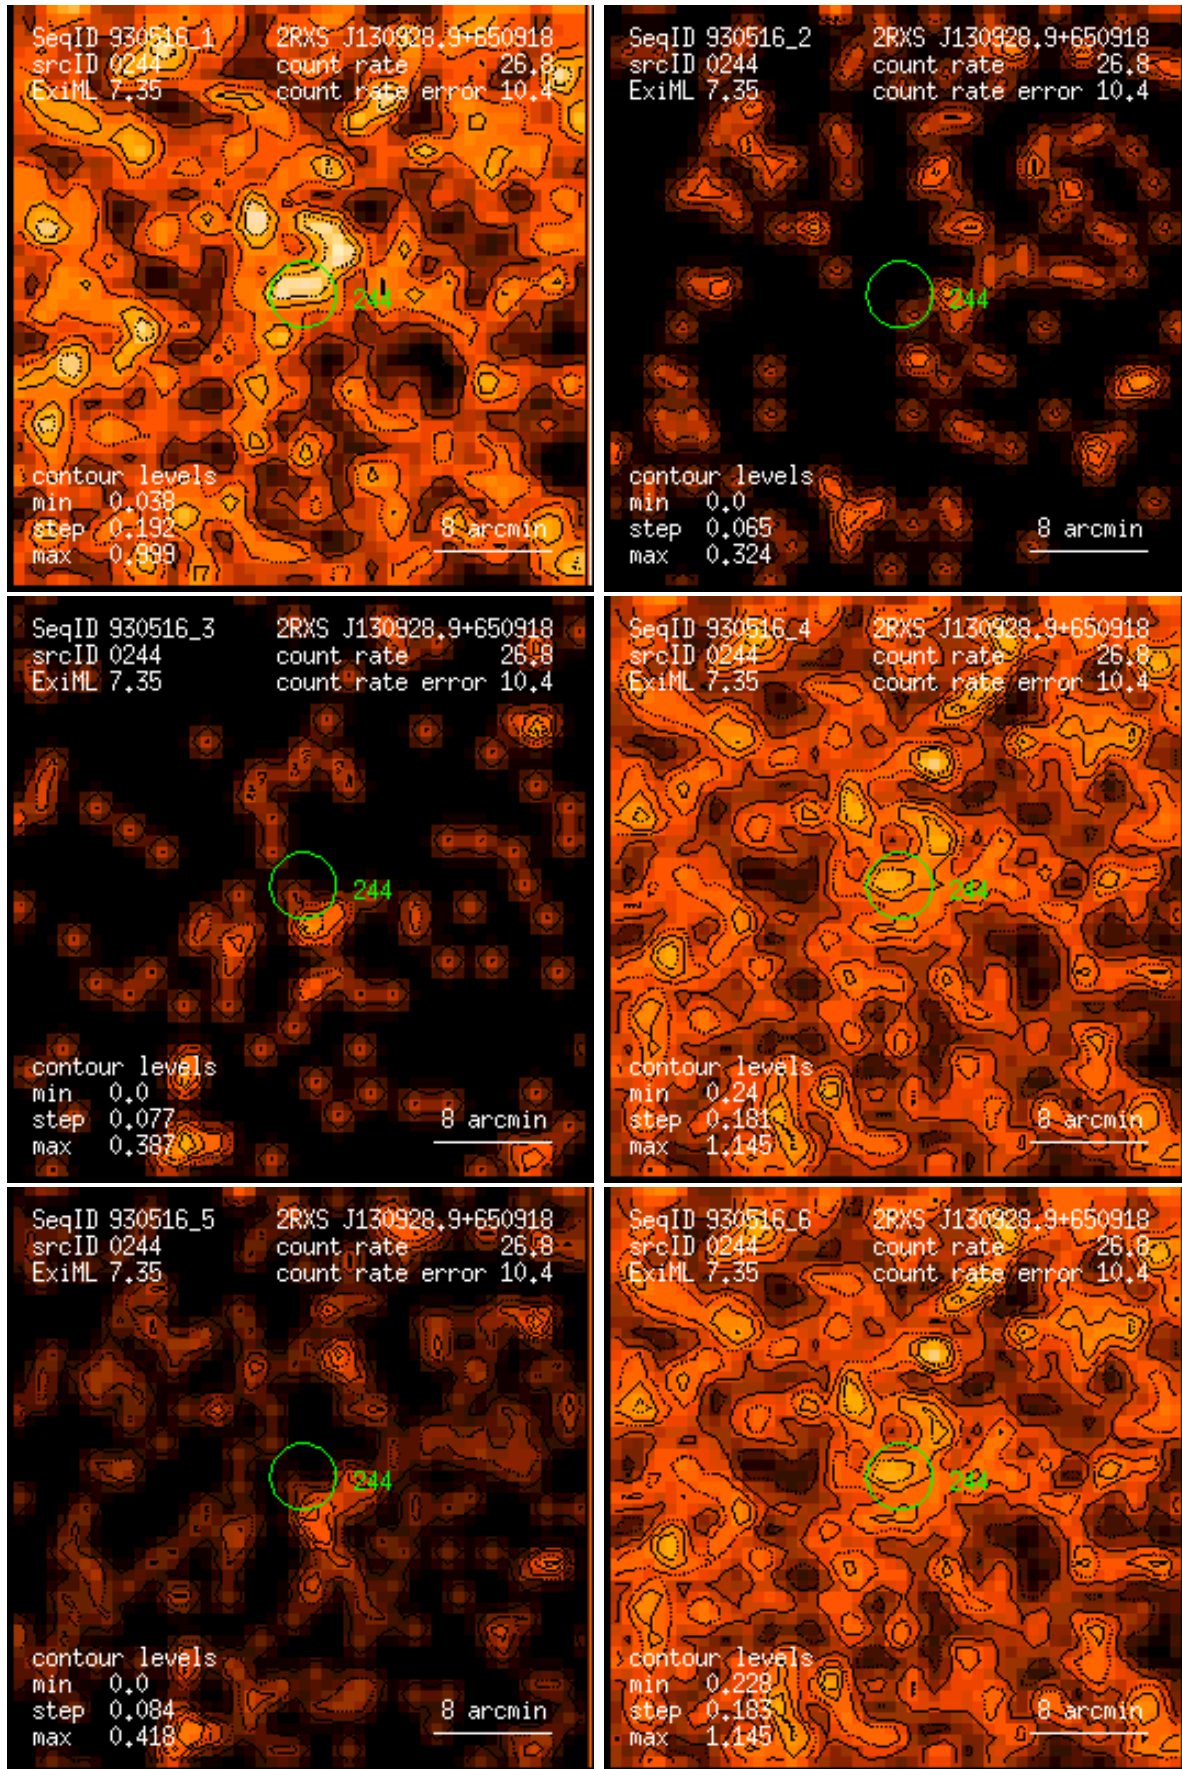 SeqID 930516_1 2RXS J130928.9+650918
srcID 0244 count rate 26.8
ExiML 7.35 count rate error 10.4
244
contour levels
min 0.038
step 0.192 8 arcmin
max 0.999
SeqID 930516_2 2RXS J130928.9+650918
srcID 0244 count rate 26.8
ExiML 7.35 count rate error 10.4
244
contour levels
min 0.0
step 0.065 8 arcmin
max 0.324
SeqID 930516_3 2RXS J130928.9+650918
srcID 0244 count rate 26.8
ExiML 7.35 count rate error 10.4
244
contour levels
min 0.0
step 0.077 8 arcmin
max 0.387
SeqID 930516_4 2RXS J130928.9+650918
srcID 0244 count rate 26.8
ExiML 7.35 count rate error 10.4
244
contour levels
min 0.24
step 0.181 8 arcmin
max 1.145
SeqID 930516_5 2RXS J130928.9+650918
srcID 0244 count rate 26.8
ExiML 7.35 count rate error 10.4
244
contour levels
min 0.0
step 0.084 8 arcmin
max 0.418
SeqID 930516_6 2RXS J130928.9+650918
srcID 0244 count rate 26.8
ExiML 7.35 count rate error 10.4
244
contour levels
min 0.228
step 0.183 8 arcmin
max 1.145